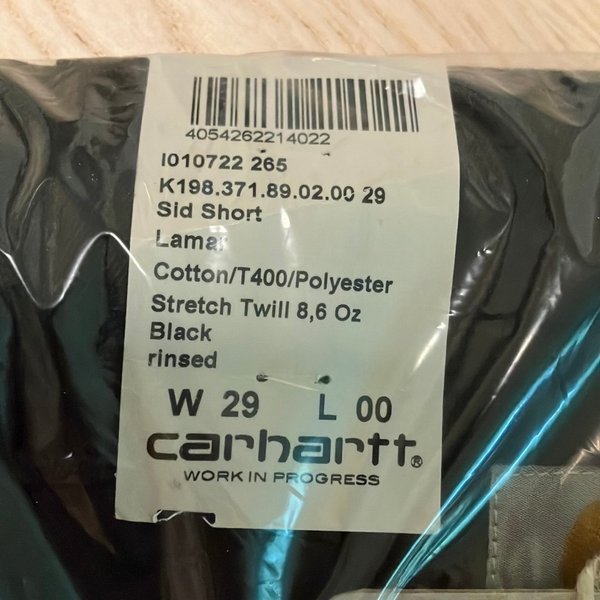 4054262214022
I010722 265
K198.371.89.02.00 29
Sid Short
Lamar
Cotton/T400/Polyester
Stretch Twill 8,6 Oz
Black
rinsed
W 29 L 00
carhartt®
WORK IN PROGRESS